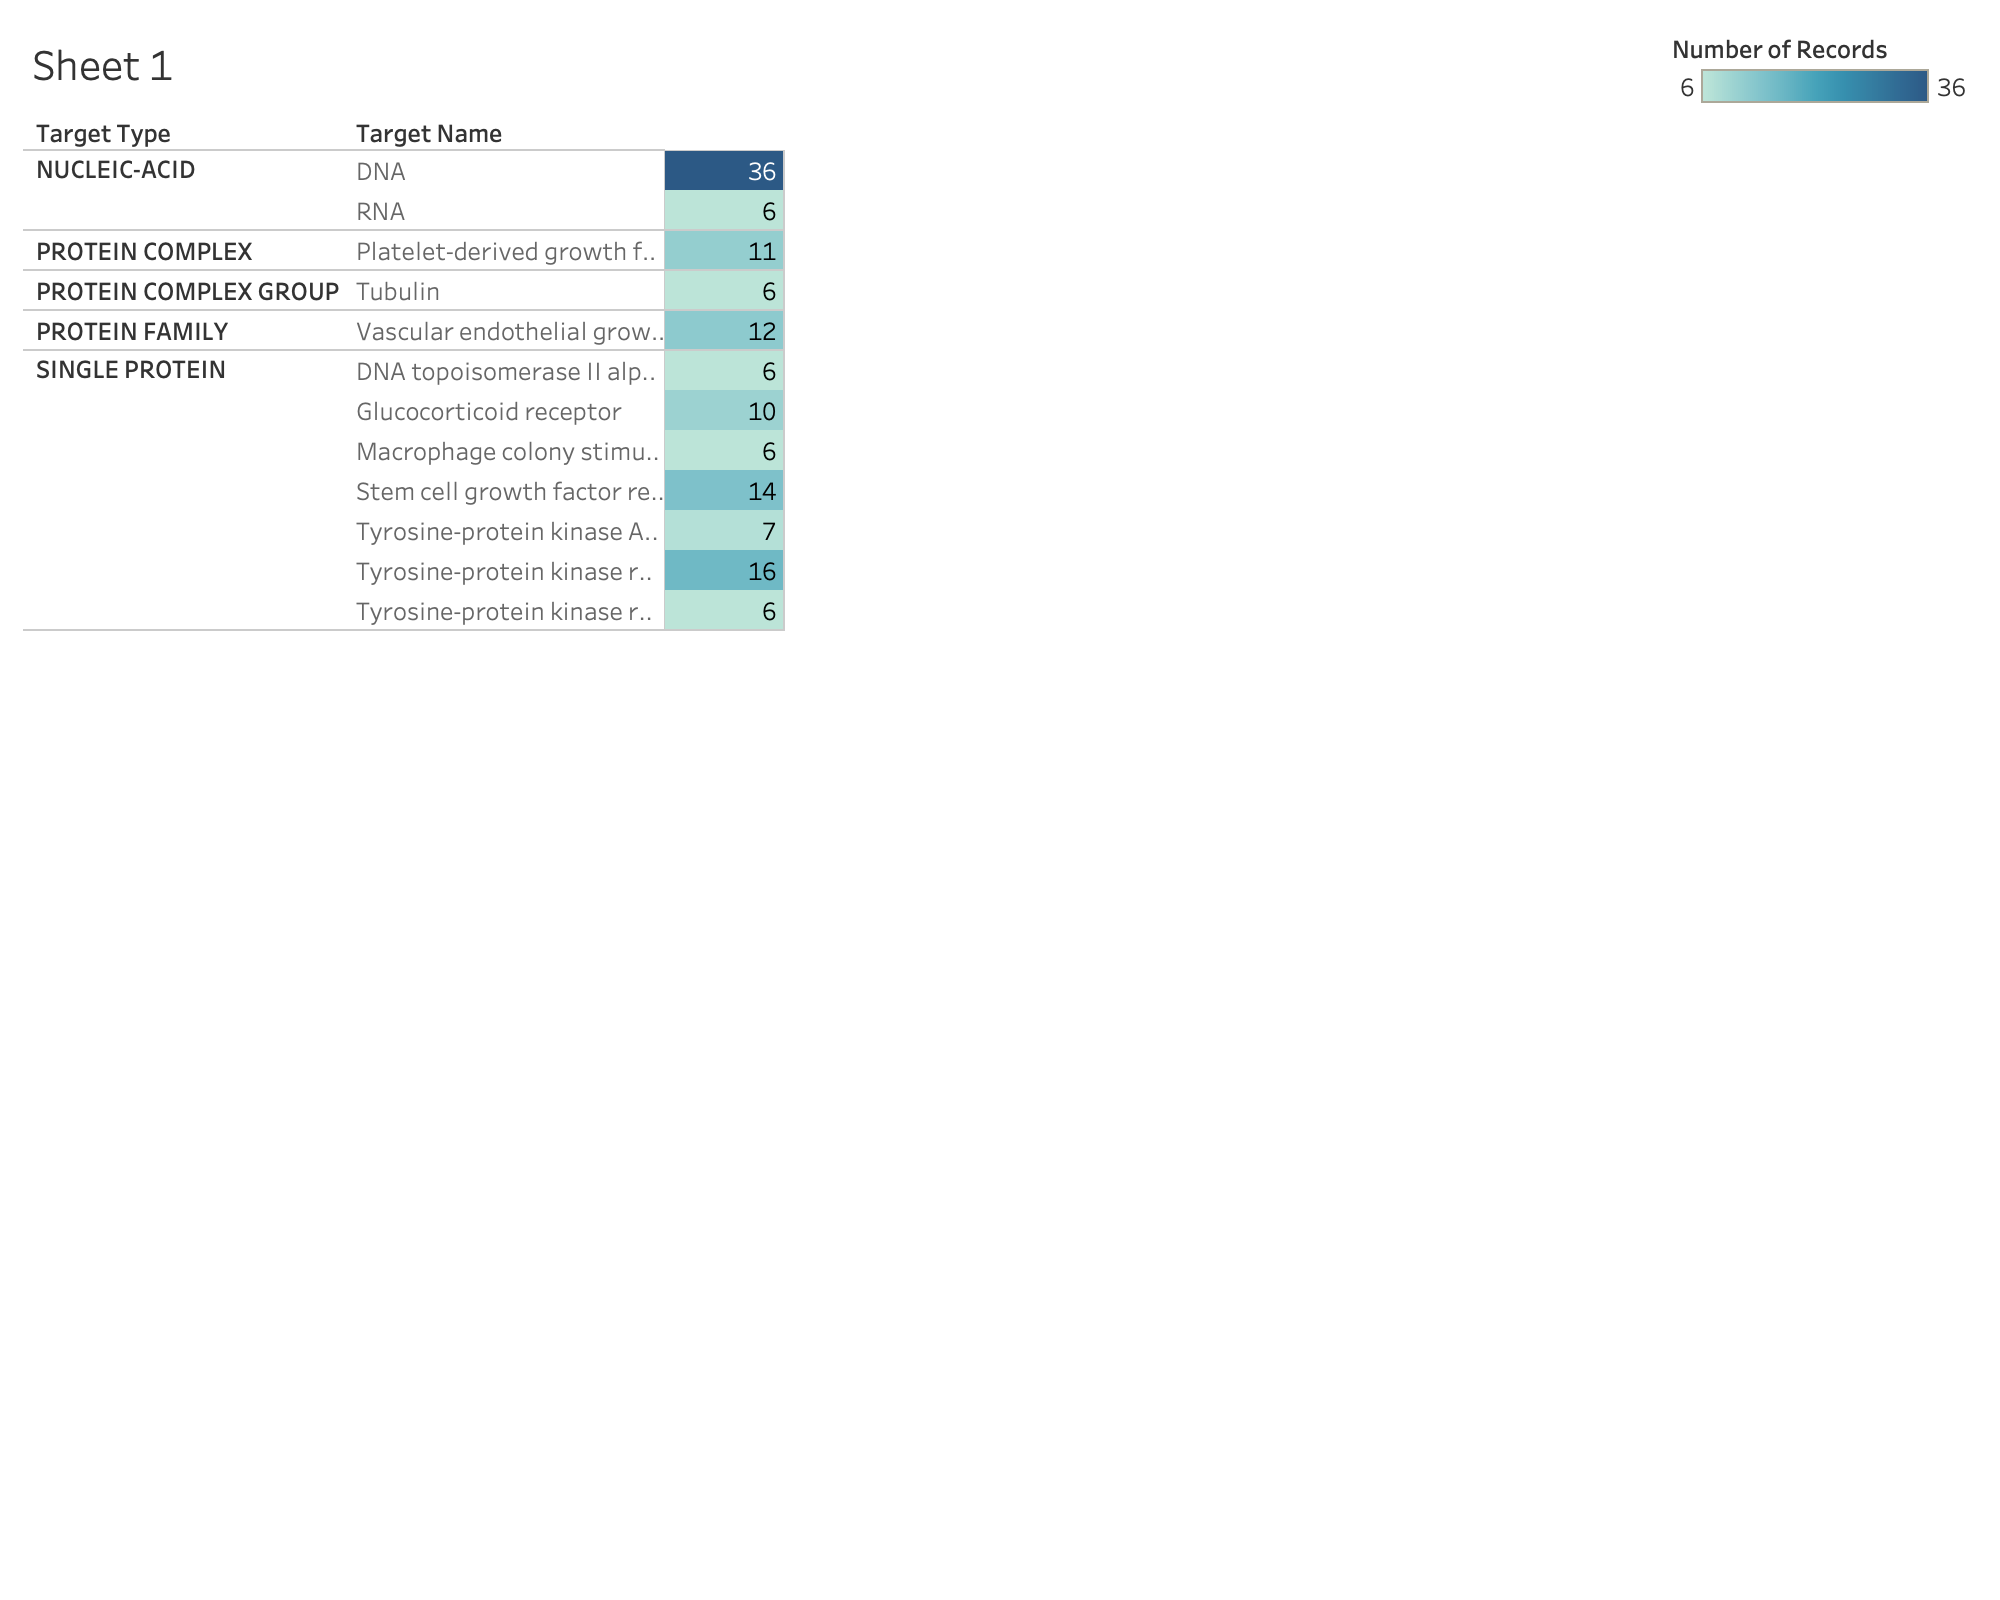 Sheet 1
Number of Records
6 36
Target Type Target Name
NUCLEIC-ACID DNA 36
RNA 6
PROTEIN COMPLEX Platelet-derived growth f.. 11
PROTEIN COMPLEX GROUP Tubulin 6
PROTEIN FAMILY Vascular endothelial grow.. 12
SINGLE PROTEIN DNA topoisomerase II alp.. 6
Glucocorticoid receptor 10
Macrophage colony stimu.. 6
Stem cell growth factor re.. 14
Tyrosine-protein kinase A.. 7
Tyrosine-protein kinase r.. 16
Tyrosine-protein kinase r.. 6